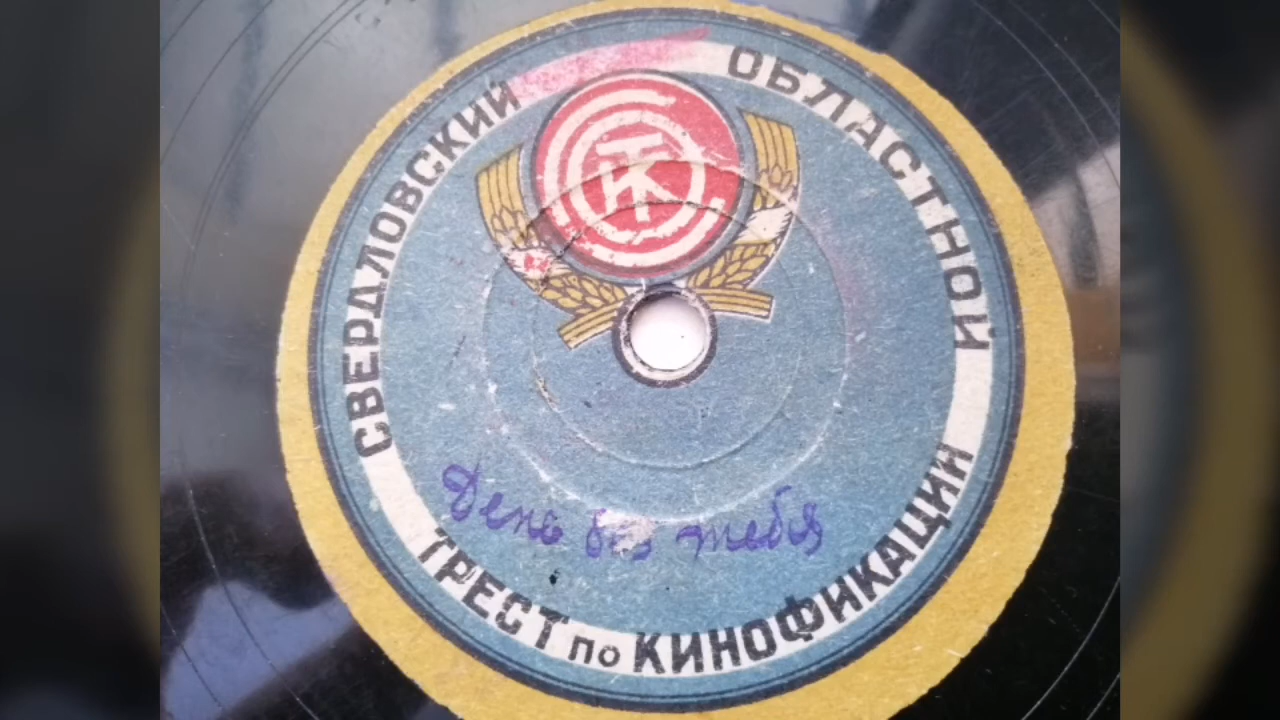 СВЕРДЛОВСКИЙ ОБЛАСТНОЙ
ТРЕСТ ПО КИНОФИКАЦИИ
День без тебя